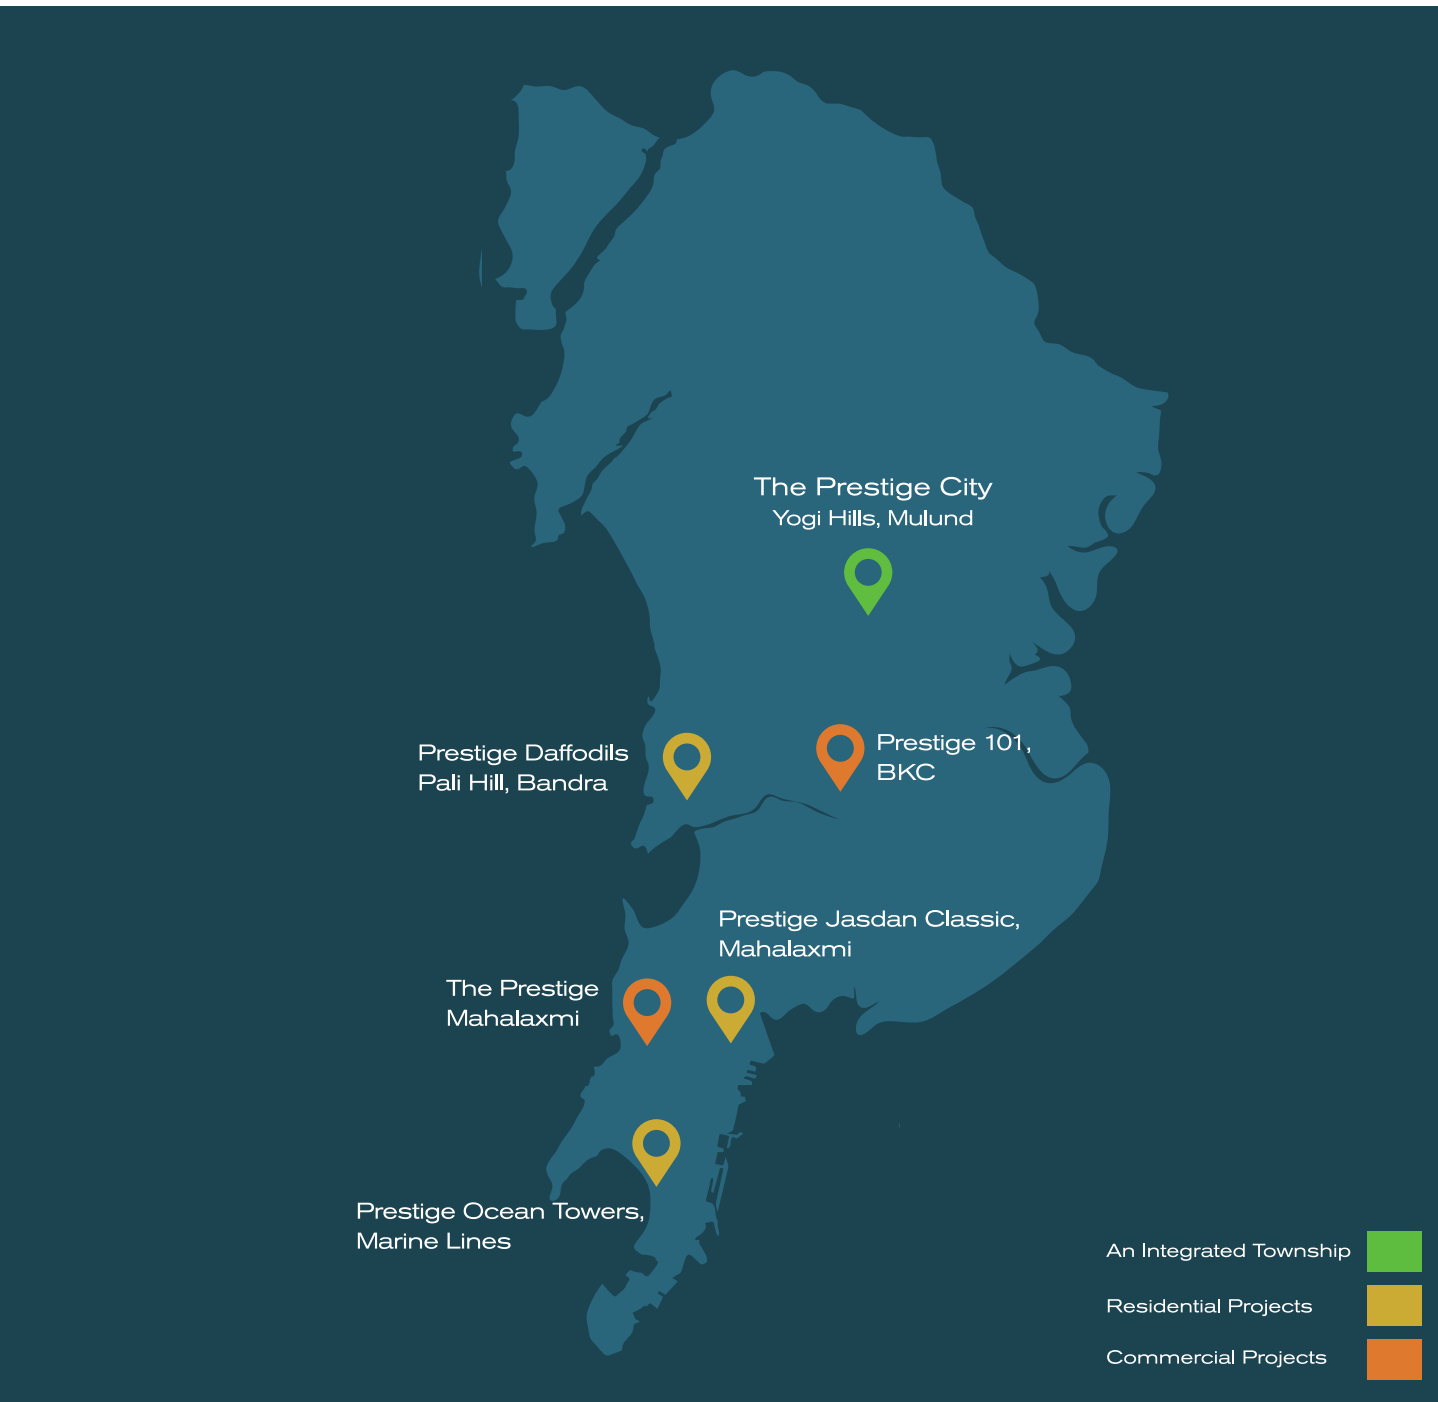 The Prestige City
Yogi Hills, Mulund
Prestige Daffodils
Pali Hill, Bandra
Prestige 101,
BKC
Prestige Jasdan Classic,
Mahalaxmi
The Prestige
Mahalaxmi
Prestige Ocean Towers,
Marine Lines
An Integrated Township
Residential Projects
Commercial Projects